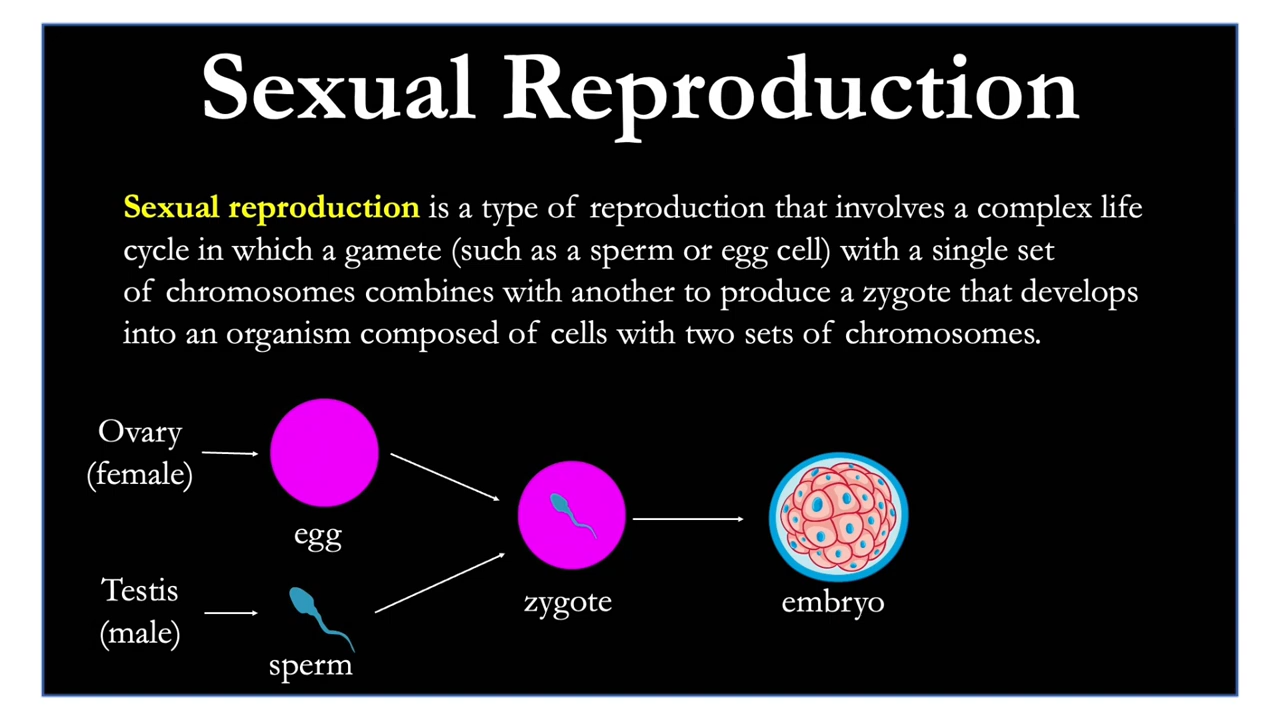 Sexual Reproduction
Sexual reproduction is a type of reproduction that involves a complex life
cycle in which a gamete (such as a sperm or egg cell) with a single set
of chromosomes combines with another to produce a zygote that develops
into an organism composed of cells with two sets of chromosomes.
Ovary
(female)
egg
Testis
(male)
sperm
zygote
embryo